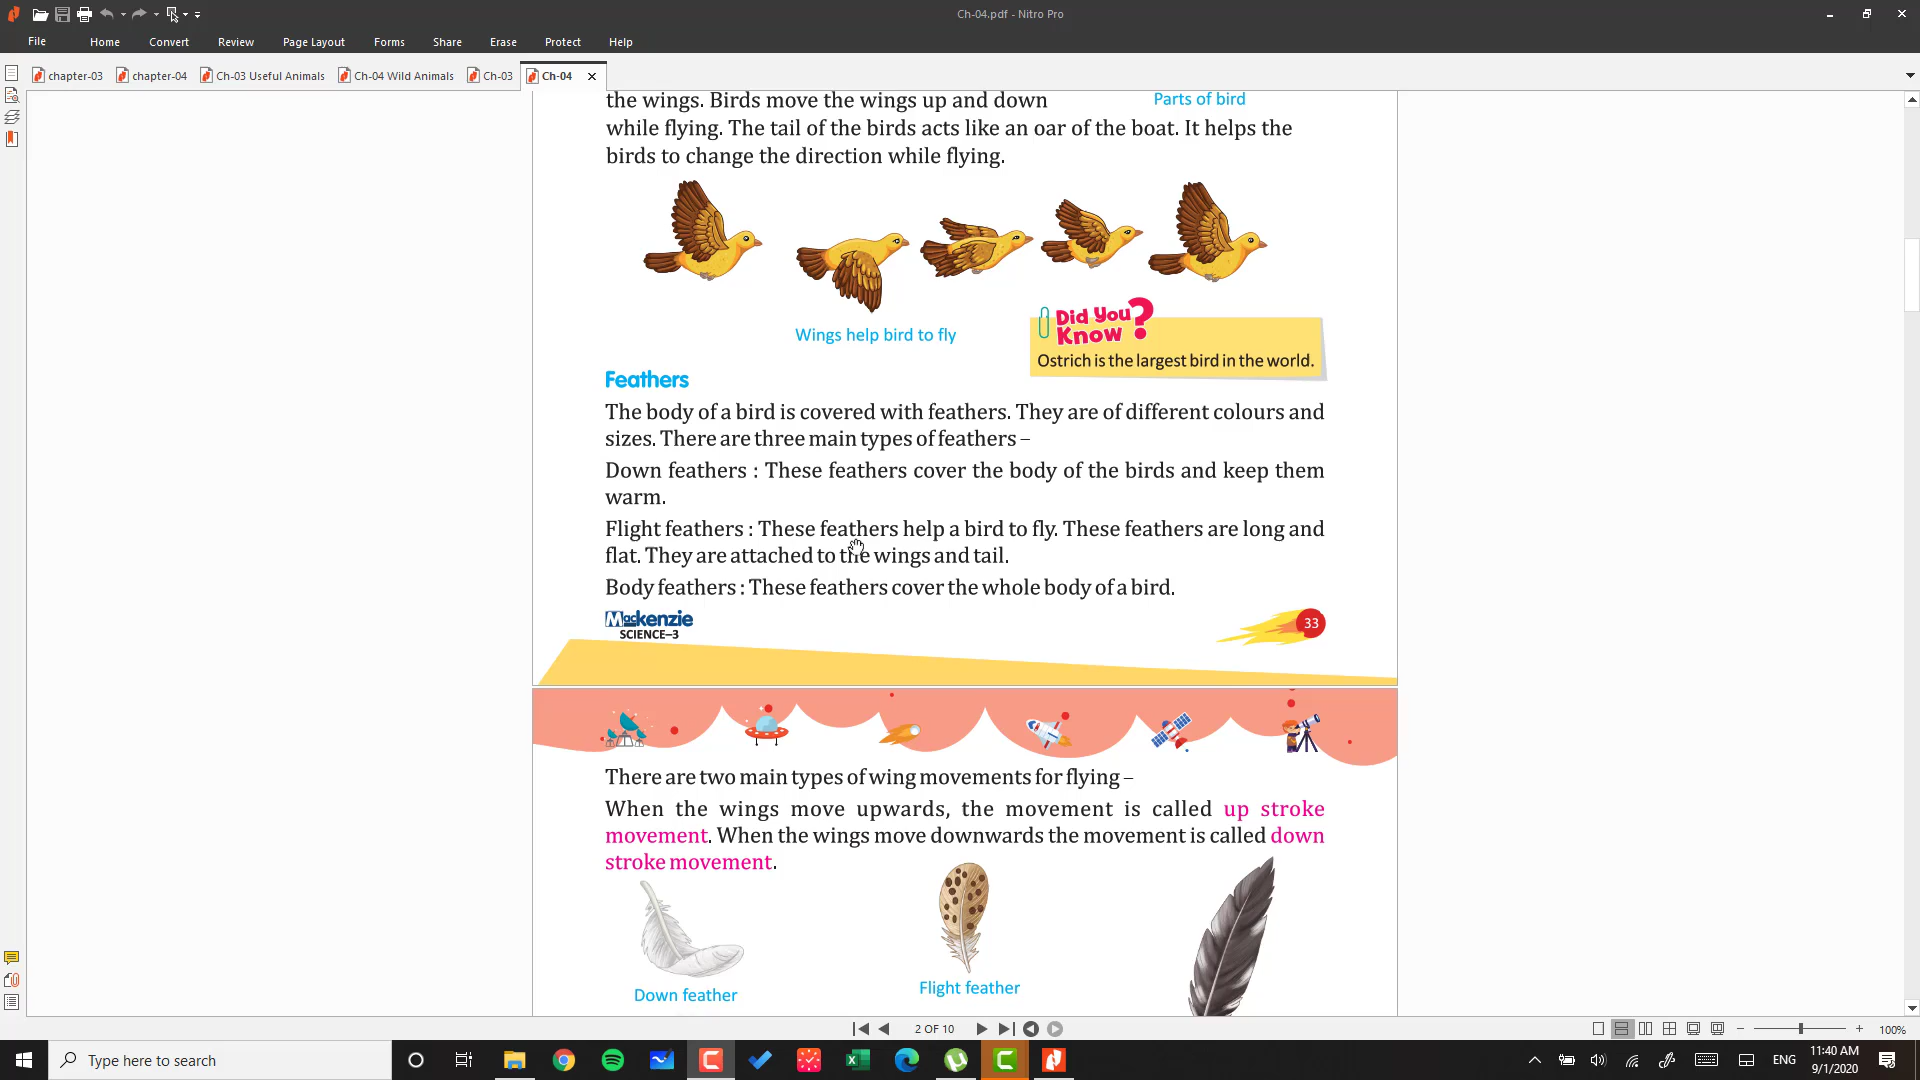 Ch-04.pdf - Nitro Pro
File Home Convert Review Page Layout Forms Share Erase Protect Help
chapter-03 chapter-04 Ch-03 Useful Animals Ch-04 Wild Animals Ch-03 Ch-04
the wings. Birds move the wings up and down
Parts of bird
while flying. The tail of the birds acts like an oar of the boat. It helps the
birds to change the direction while flying.
Wings help bird to fly
Did You
Know?
Ostrich is the largest bird in the world.
Feathers
The body of a bird is covered with feathers. They are of different colours and
sizes. There are three main types of feathers –
Down feathers : These feathers cover the body of the birds and keep them
warm.
Flight feathers : These feathers help a bird to fly. These feathers are long and
flat. They are attached to the wings and tail.
Body feathers : These feathers cover the whole body of a bird.
Mackenzie
SCIENCE–3
33
There are two main types of wing movements for flying –
When the wings move upwards, the movement is called up stroke
movement. When the wings move downwards the movement is called down
stroke movement.
Down feather
Flight feather
2 OF 10
100%
Type here to search
ENG
11:40 AM
9/1/2020